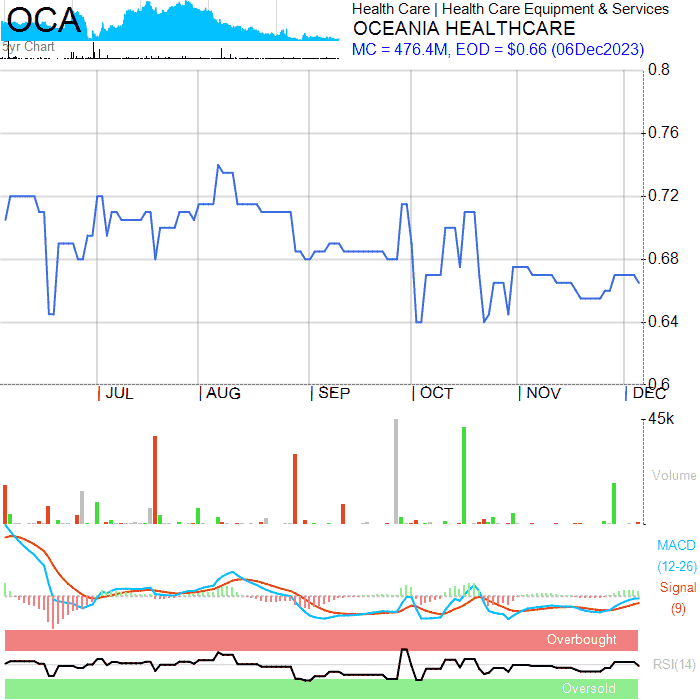 OCA
5yr Chart
Health Care | Health Care Equipment & Services
OCEANIA HEALTHCARE
MC = 476.4M, EOD = $0.66 (06Dec2023)
0.8
0.76
0.72
0.68
0.64
0.6
JUL
AUG
SEP
OCT
NOV
DEC
45k
Volume
MACD
(12-26)
Signal
(9)
Overbought
RSI(14)
Oversold